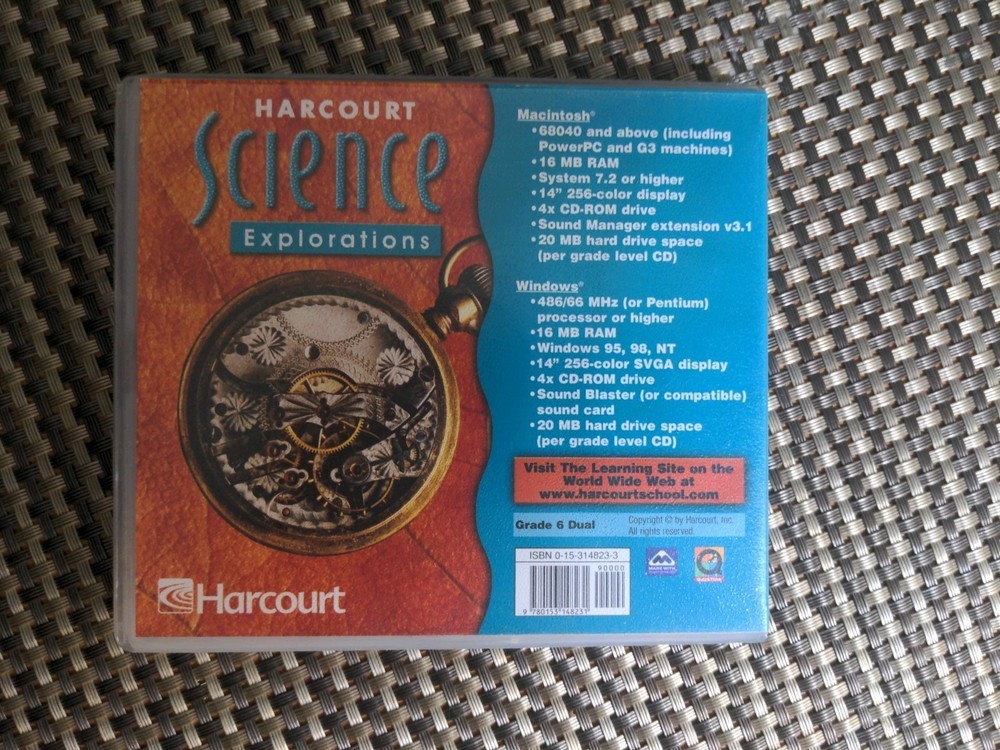 HARCOURT
Science
Explorations
Harcourt
Macintosh®
•68040 and above (including
PowerPC and G3 machines)
•16 MB RAM
•System 7.2 or higher
•14” 256-color display
•4x CD-ROM drive
•Sound Manager extension v3.1
•20 MB hard drive space
(per grade level CD)
Windows®
•486/66 MHz (or Pentium)
processor or higher
•16 MB RAM
•Windows 95, 98, NT
•14” 256-color SVGA display
•4x CD-ROM drive
•Sound Blaster (or compatible)
sound card
•20 MB hard drive space
(per grade level CD)
Visit The Learning Site on the
World Wide Web at
www.harcourtschool.com
Grade 6 Dual
Copyright © by Harcourt, Inc.
All rights reserved.
ISBN 0-15-314823-3
90000
9 780153 148231
MADE WITH